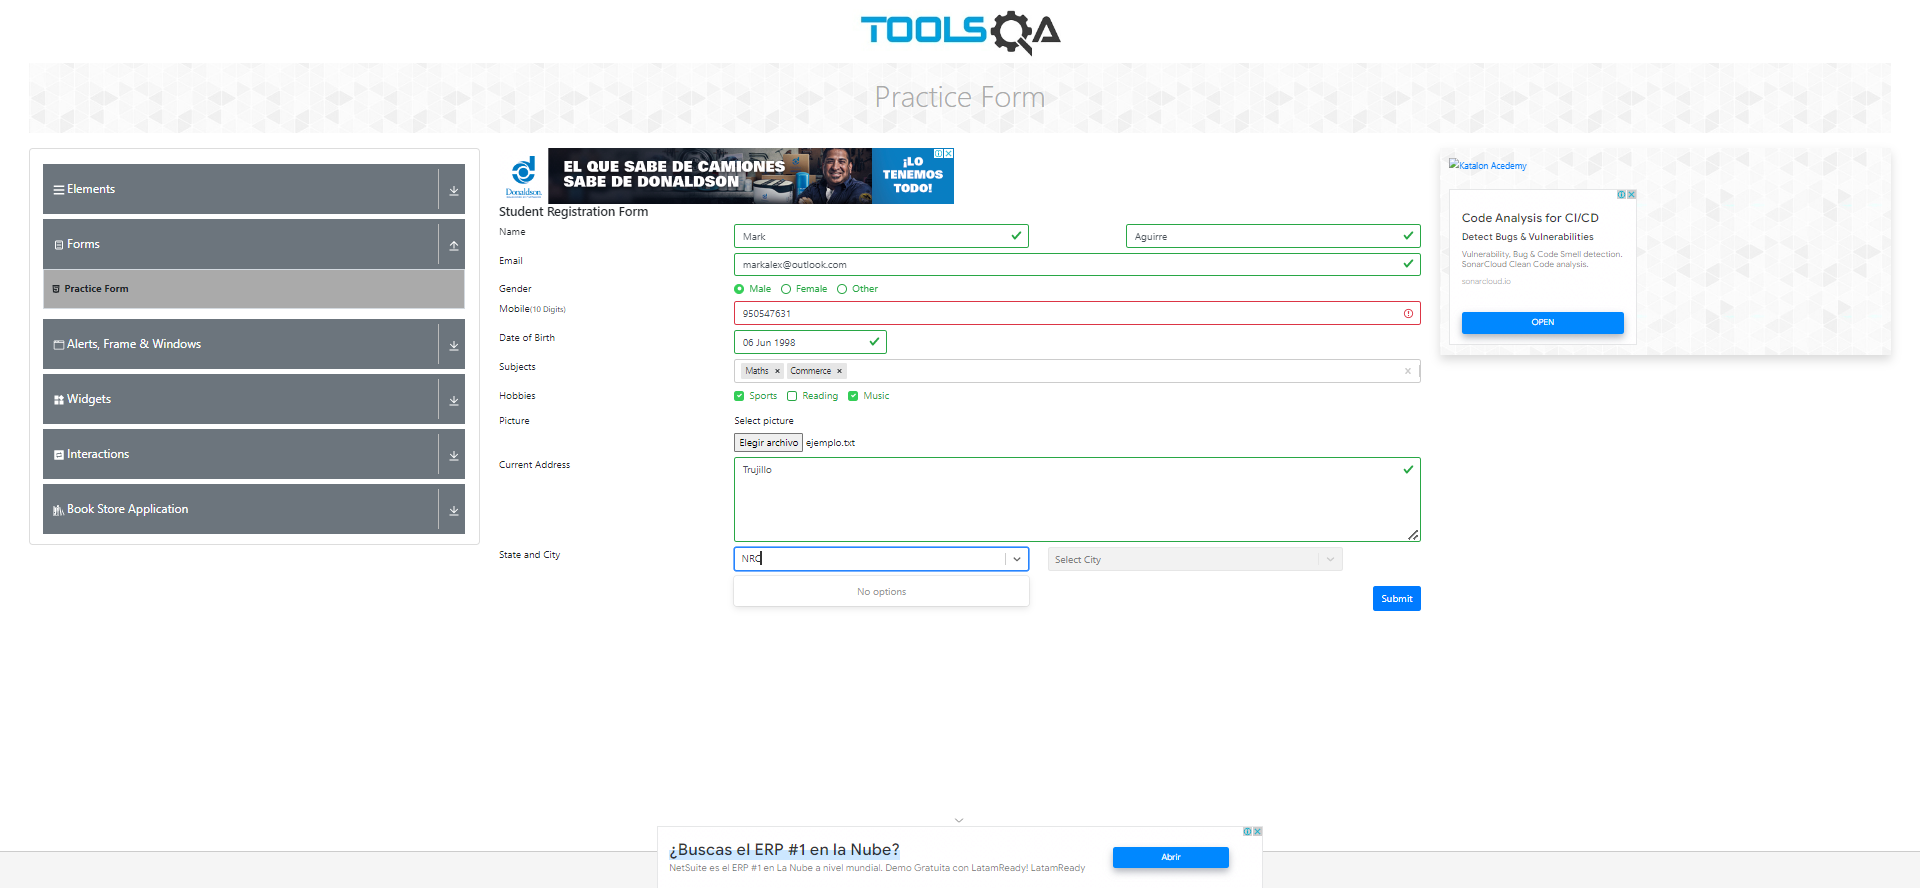 TOOLSQA
Practice Form
Elements
Forms
Practice Form
Alerts, Frame & Windows
Widgets
Interactions
Book Store Application
Donaldson.
EL QUE SABE DE CAMIONES
SABE DE DONALDSON
¡LO
TENEMOS
TODO!
Student Registration Form
Name
Mark
Aguirre
Email
markalex@outlook.com
Gender
Male
Female
Other
Mobile(10 Digits)
950547631
Date of Birth
06 Jun 1998
Subjects
Maths ×
Commerce ×
Hobbies
Sports
Reading
Music
Picture
Select picture
Elegir archivo ejemplo.txt
Current Address
Trujillo
State and City
NRC
Select City
No options
Submit
Katalon Acedemy
Code Analysis for CI/CD
Detect Bugs & Vulnerabilities
Vulnerability, Bug & Code Smell detection.
SonarCloud Clean Code analysis.
sonarcloud.io
OPEN
¿Buscas el ERP #1 en la Nube?
NetSuite es el ERP #1 en La Nube a nivel mundial. Demo Gratuita con LatamReady! LatamReady
Abrir